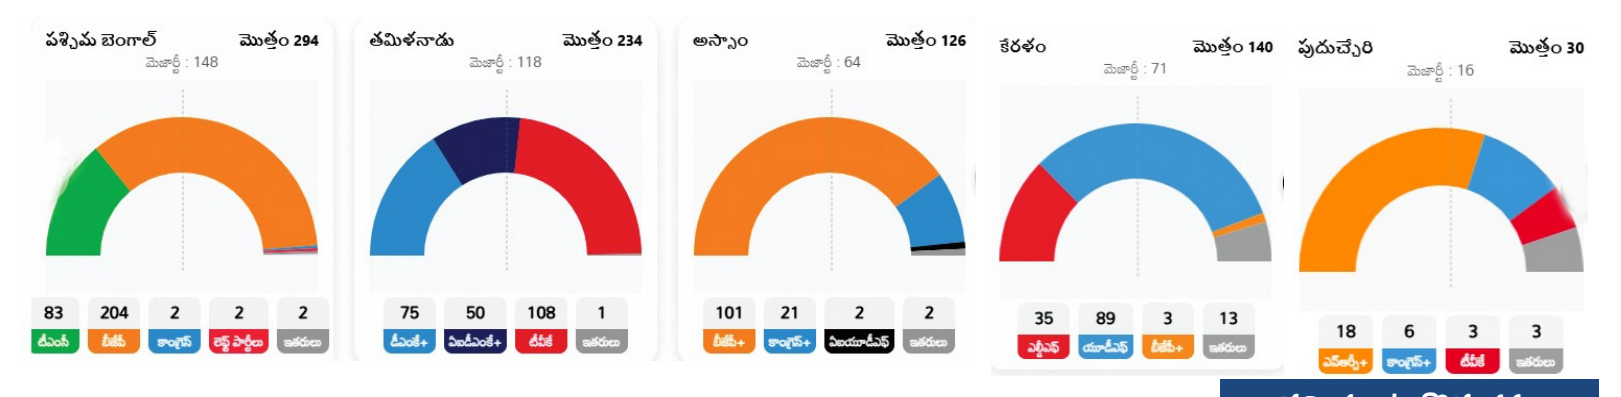 పశ్చిమ బెంగాల్ మొత్తం 294
మెజార్టీ : 148
83 204 2 2 2
టీఎంసీ బీజేపీ కాంగ్రెస్ లెఫ్ట్ పార్టీలు ఇతరులు
తమిళనాడు మొత్తం 234
మెజార్టీ : 118
75 50 108 1
డీఎంకే+ ఏఐడీఎంకే+ టీవీకే ఇతరులు
అస్సాం మొత్తం 126
మెజార్టీ : 64
101 21 2 2
బీజేపీ+ కాంగ్రెస్+ ఏఐయూడీఎఫ్ ఇతరులు
కేరళం మొత్తం 140
మెజార్టీ : 71
35 89 3 13
ఎల్డీఎఫ్ యూడీఎఫ్ బీజేపీ+ ఇతరులు
పుదుచ్చేరి మొత్తం 30
మెజార్టీ : 16
18 6 3 3
ఎన్ఆర్సీ+ కాంగ్రెస్+ టీవీకే ఇతరులు